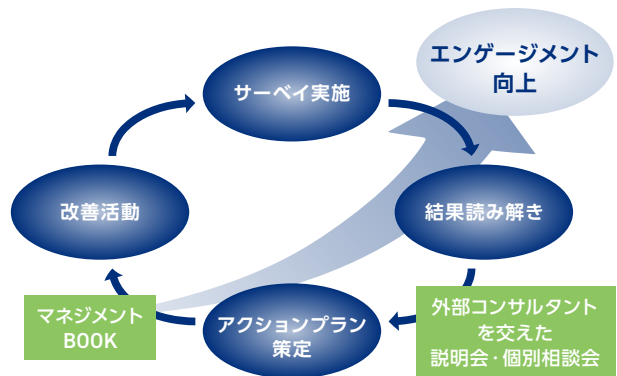 エンゲージメント
向上
サーベイ実施
改善活動
結果読み解き
マネジメント
BOOK
アクションプラン
策定
外部コンサルタント
を交えた
説明会・個別相談会